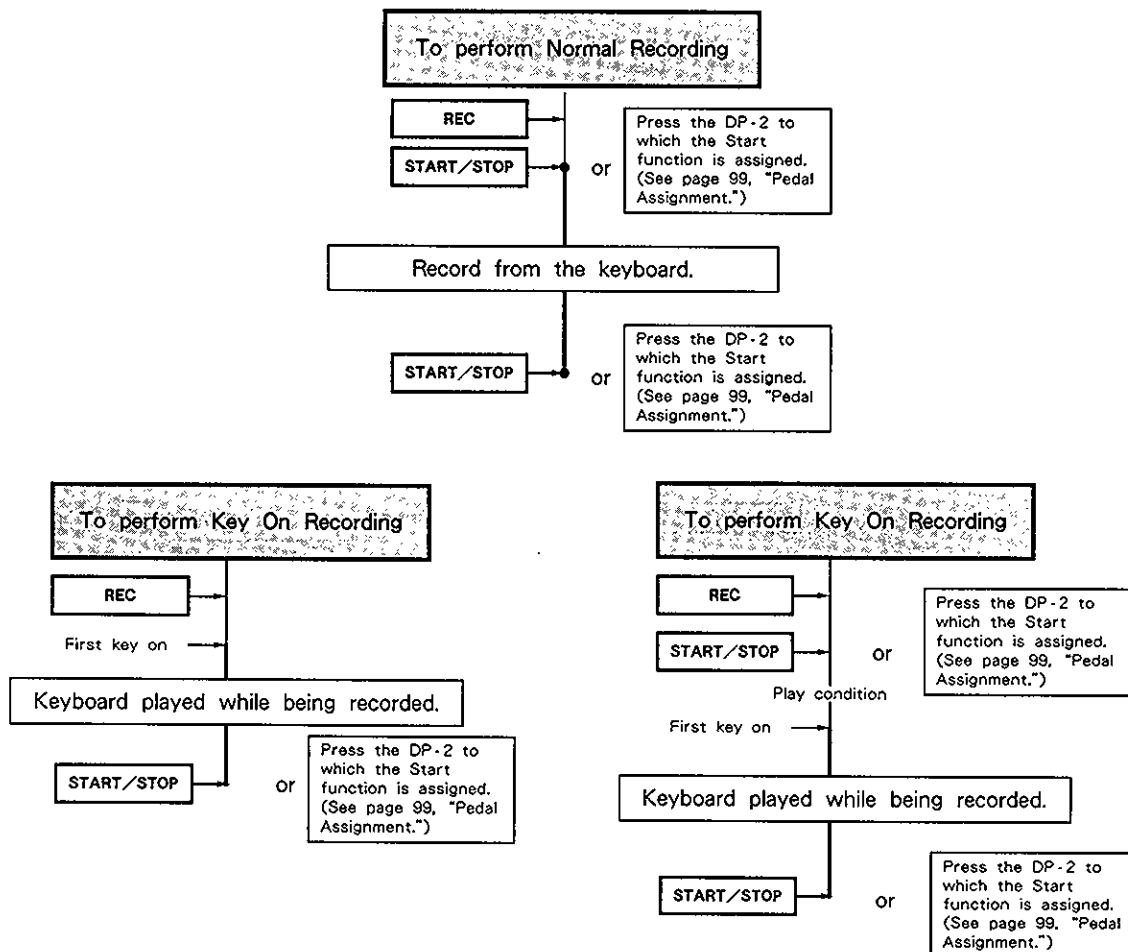 To perform Normal Recording
REC
START/STOP
or
Press the DP-2 to
which the Start
function is assigned.
(See page 99, "Pedal
Assignment.")
Record from the keyboard.
START/STOP
or
Press the DP-2 to
which the Start
function is assigned.
(See page 99, "Pedal
Assignment.")
To perform Key On Recording
REC
First key on
Keyboard played while being recorded.
START/STOP
or
Press the DP-2 to
which the Start
function is assigned.
(See page 99, "Pedal
Assignment.")
To perform Key On Recording
REC
START/STOP
or
Press the DP-2 to
which the Start
function is assigned.
(See page 99, "Pedal
Assignment.")
Play condition
First key on
Keyboard played while being recorded.
START/STOP
or
Press the DP-2 to
which the Start
function is assigned.
(See page 99, "Pedal
Assignment.")